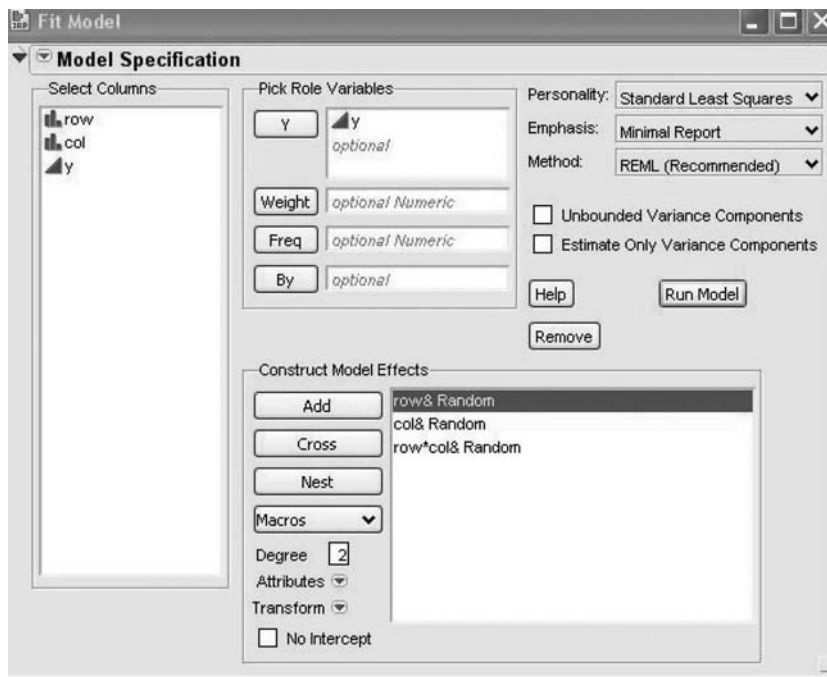 Fit Model
Model Specification
Select Columns
row
col
y
Pick Role Variables
Y
y
optional
Weight
optional Numeric
Freq
optional Numeric
By
optional
Personality:
Standard Least Squares
Emphasis:
Minimal Report
Method:
REML (Recommended)
Unbounded Variance Components
Estimate Only Variance Components
Help
Run Model
Remove
Construct Model Effects
Add
Cross
Nest
Macros
Degree 2
Attributes
Transform
No Intercept
row& Random
col& Random
row*col& Random